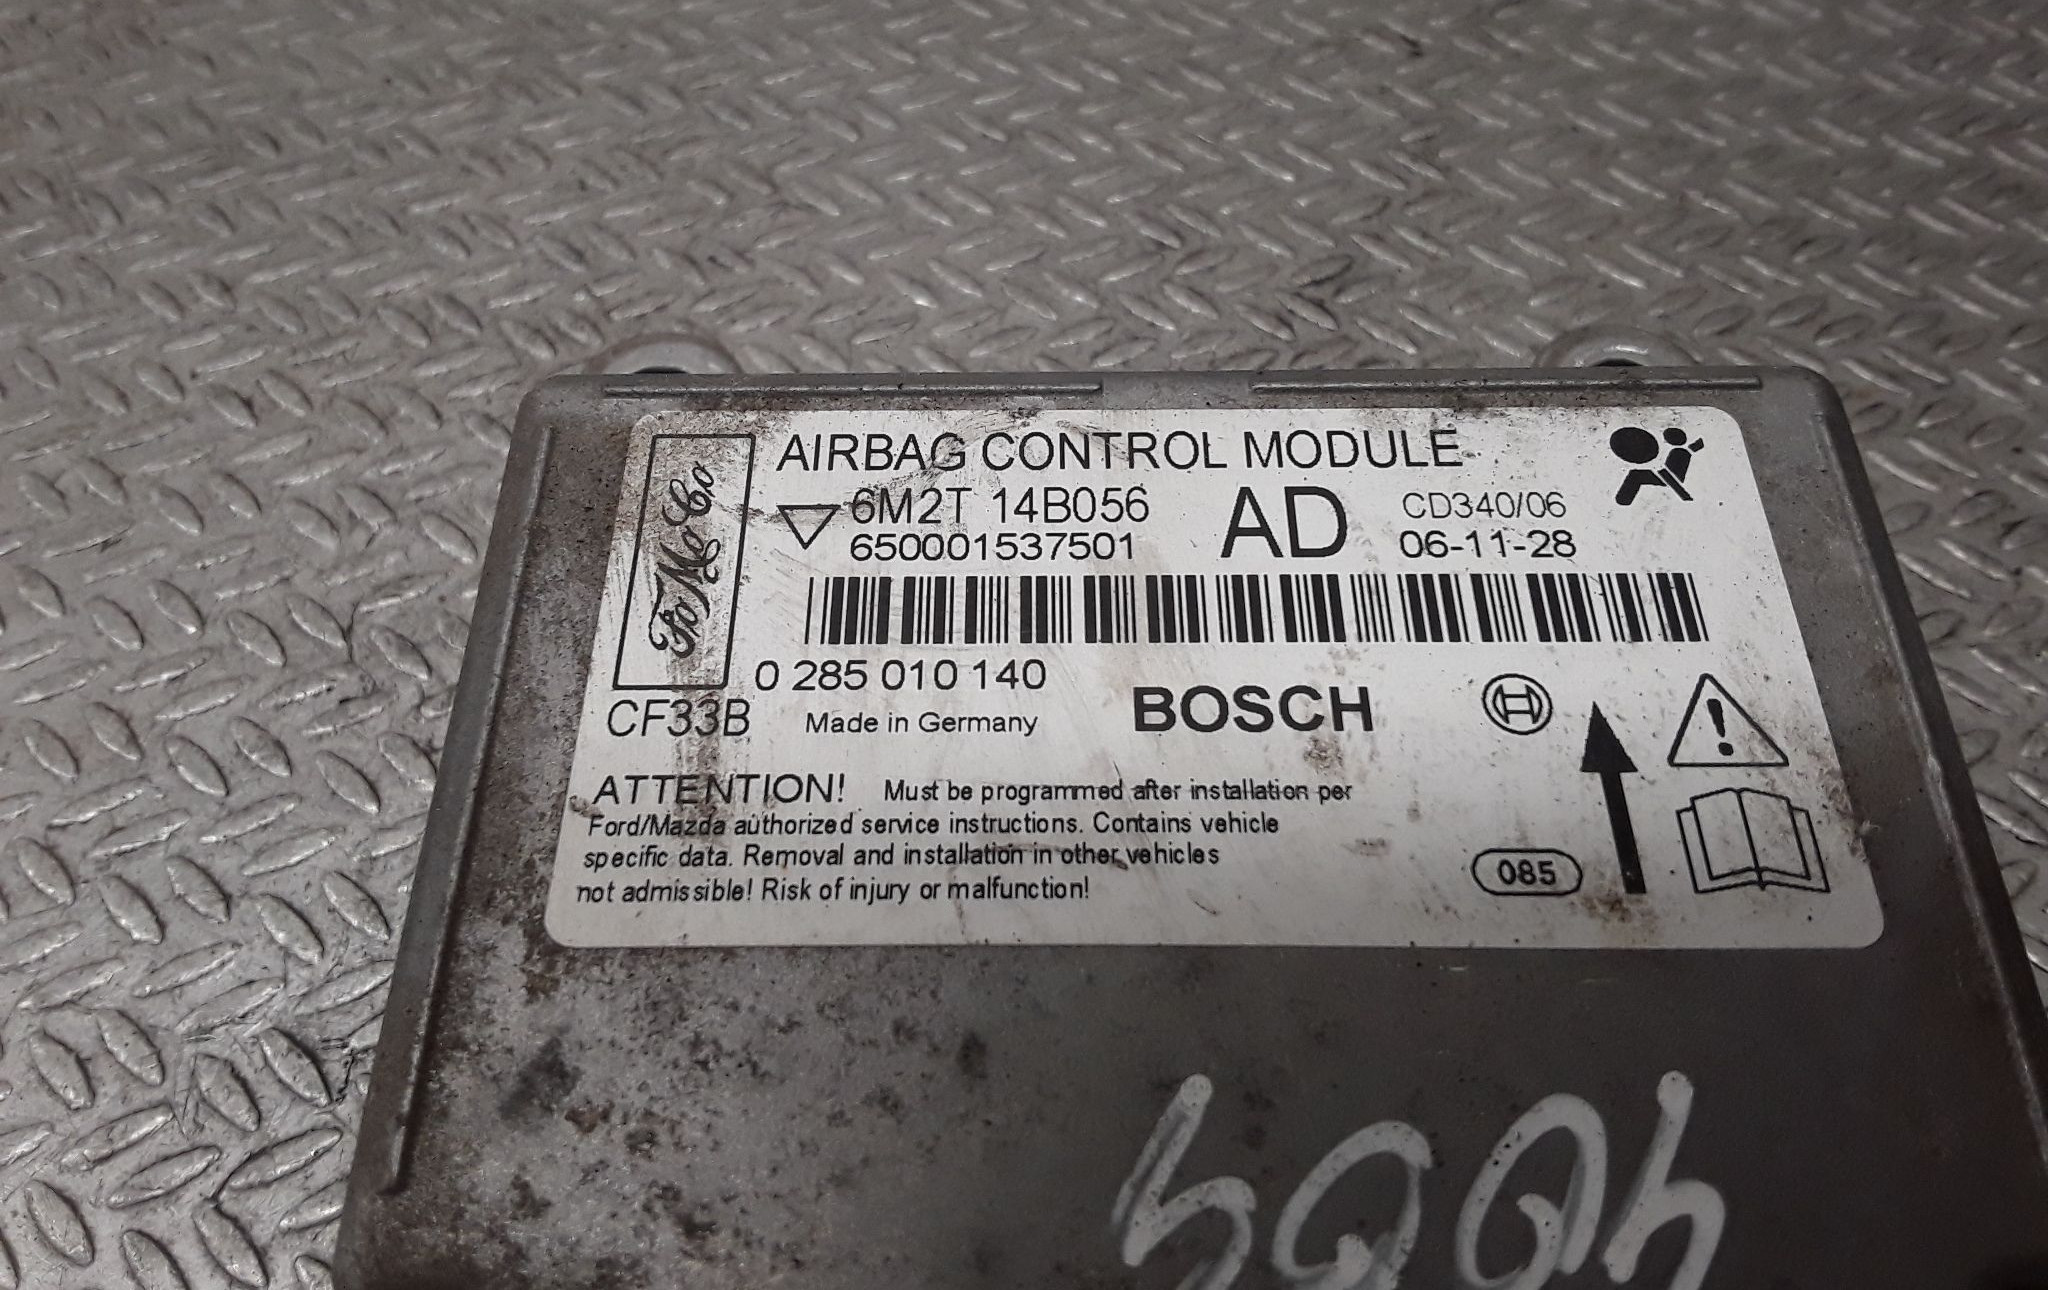 FoMoCo
AIRBAG CONTROL MODULE
6M2T 14B056 AD CD340/06
650001537501 06-11-28
0 285 010 140
CF33B Made in Germany BOSCH
ATTENTION! Must be programmed after installation per
Ford/Mazda authorized service instructions. Contains vehicle
specific data. Removal and installation in other vehicles
not admissible! Risk of injury or malfunction!
085